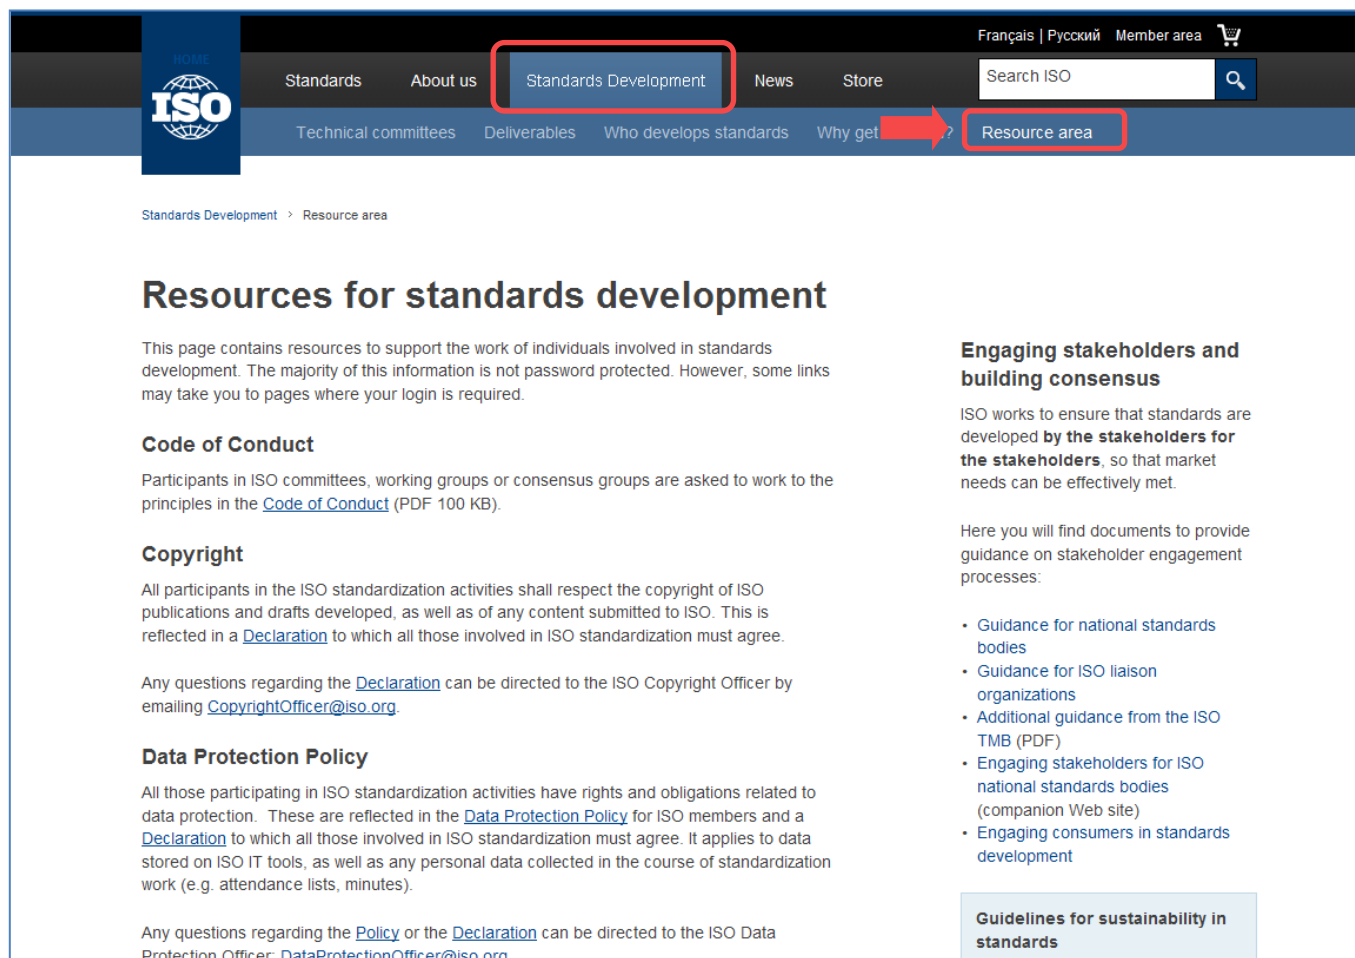 Français | Русский Member area
HOME
ISO
Standards About us Standards Development News Store
Search ISO
Technical committees Deliverables Who develops standards Why get ? Resource area
Standards Development > Resource area
Resources for standards development
This page contains resources to support the work of individuals involved in standards
development. The majority of this information is not password protected. However, some links
may take you to pages where your login is required.
Code of Conduct
Participants in ISO committees, working groups or consensus groups are asked to work to the
principles in the Code of Conduct (PDF 100 KB).
Copyright
All participants in the ISO standardization activities shall respect the copyright of ISO
publications and drafts developed, as well as of any content submitted to ISO. This is
reflected in a Declaration to which all those involved in ISO standardization must agree.
Any questions regarding the Declaration can be directed to the ISO Copyright Officer by
emailing CopyrightOfficer@iso.org.
Data Protection Policy
All those participating in ISO standardization activities have rights and obligations related to
data protection. These are reflected in the Data Protection Policy for ISO members and a
Declaration to which all those involved in ISO standardization must agree. It applies to data
stored on ISO IT tools, as well as any personal data collected in the course of standardization
work (e.g. attendance lists, minutes).
Any questions regarding the Policy or the Declaration can be directed to the ISO Data
Protection Officer: DataProtectionOfficer@iso.org
Engaging stakeholders and
building consensus
ISO works to ensure that standards are
developed by the stakeholders for
the stakeholders, so that market
needs can be effectively met.
Here you will find documents to provide
guidance on stakeholder engagement
processes:
• Guidance for national standards
bodies
• Guidance for ISO liaison
organizations
• Additional guidance from the ISO
TMB (PDF)
• Engaging stakeholders for ISO
national standards bodies
(companion Web site)
• Engaging consumers in standards
development
Guidelines for sustainability in
standards